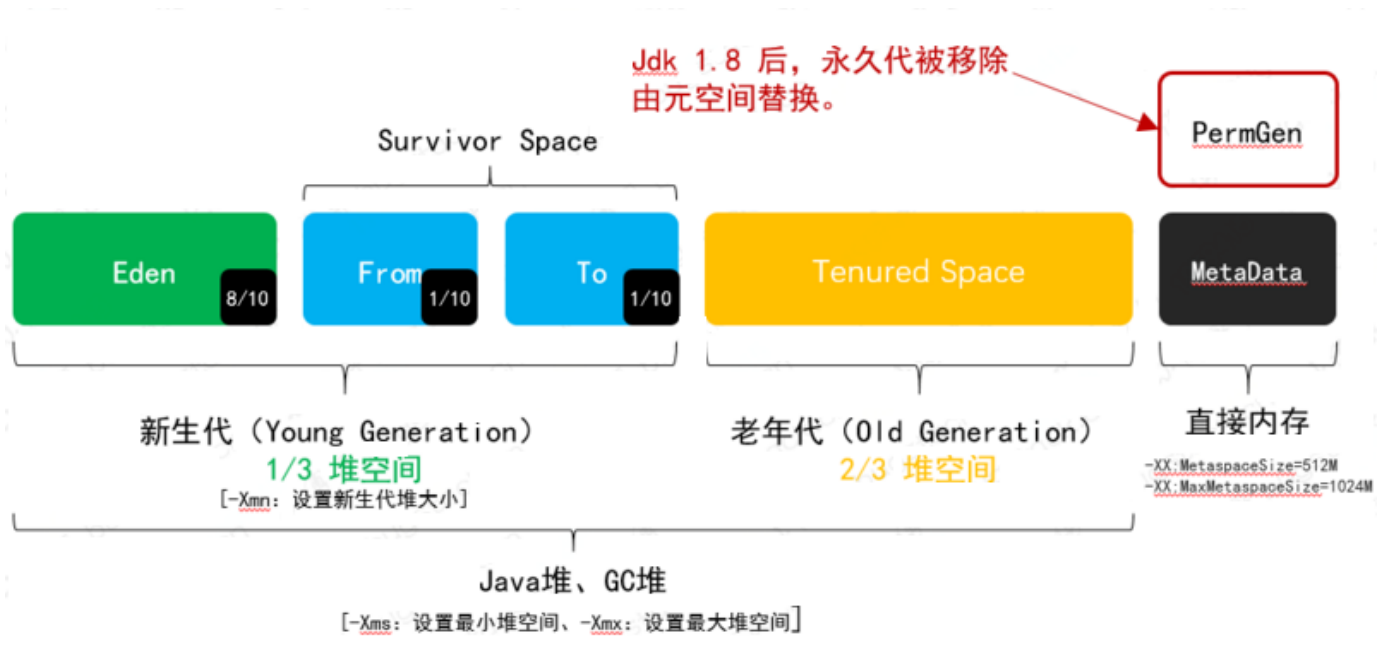 Jdk 1.8 后，永久代被移除
由元空间替换。
PermGen
Survivor Space
Eden
8/10
From
1/10
To
1/10
Tenured Space
MetaData
新生代（Young Generation）
1/3 堆空间
[-Xmn：设置新生代堆大小]
老年代（Old Generation）
2/3 堆空间
直接内存
-XX:MetaspaceSize=512M
-XX:MaxMetaspaceSize=1024M
Java堆、GC堆
[-Xms：设置最小堆空间、-Xmx：设置最大堆空间]